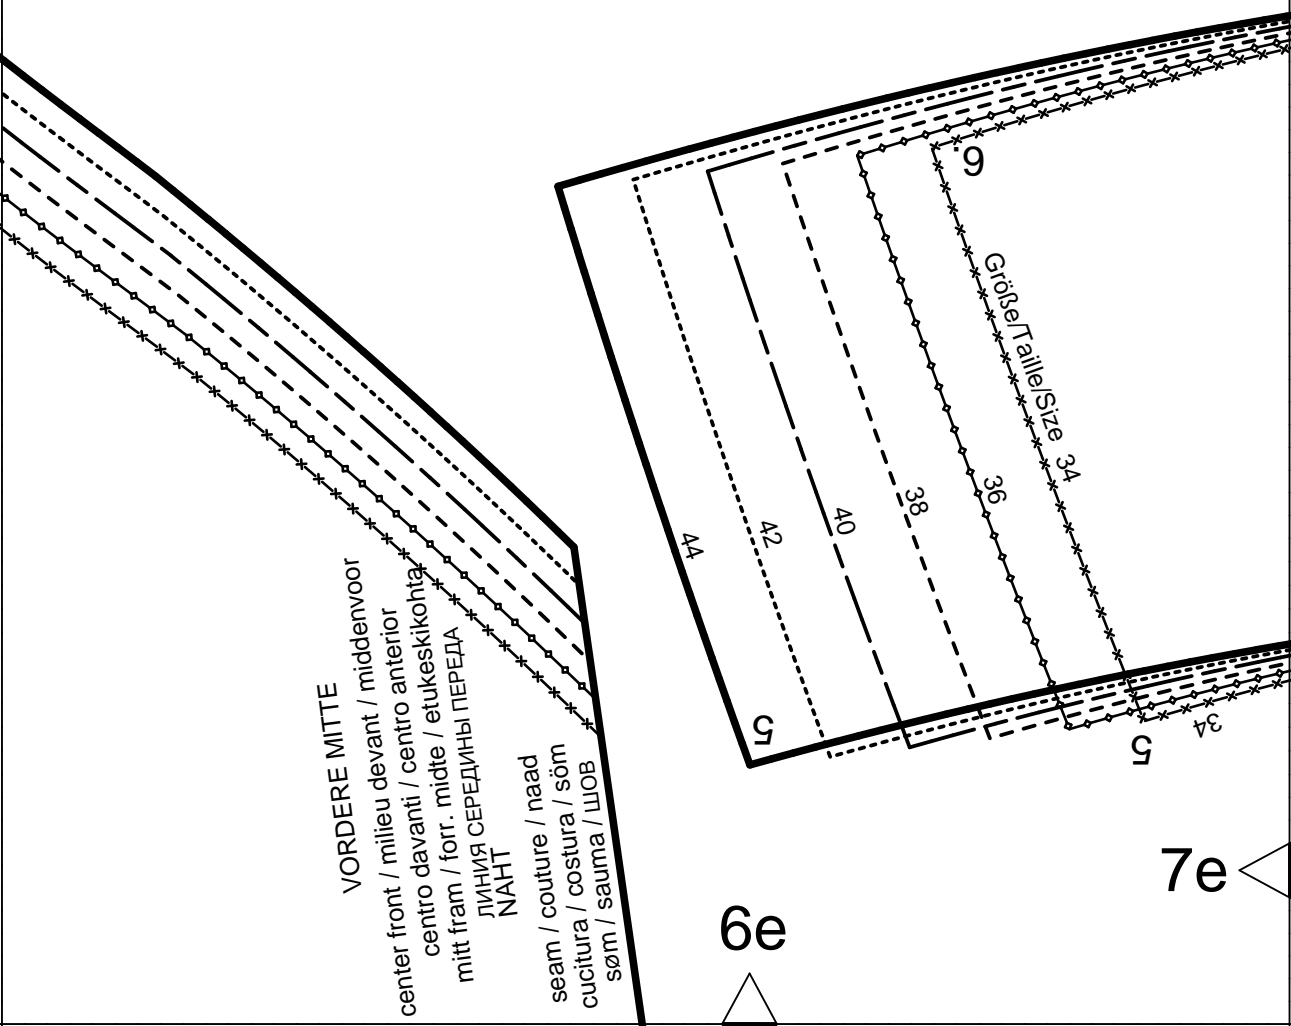 VORDERE MITTE
center front / milieu devant / middenvoor
centro davanti / centro anterior
mitt fram / forr. midte / etukeskikohta
ЛИНИЯ СЕРЕДИНЫ ПЕРЕДА
NAHT
seam / couture / naad
cucitura / costura / söm
søm / sauma / ШОВ
6.
Größe/Taille/Size 34
36
38
40
42
44
5
5
34
6e
7e